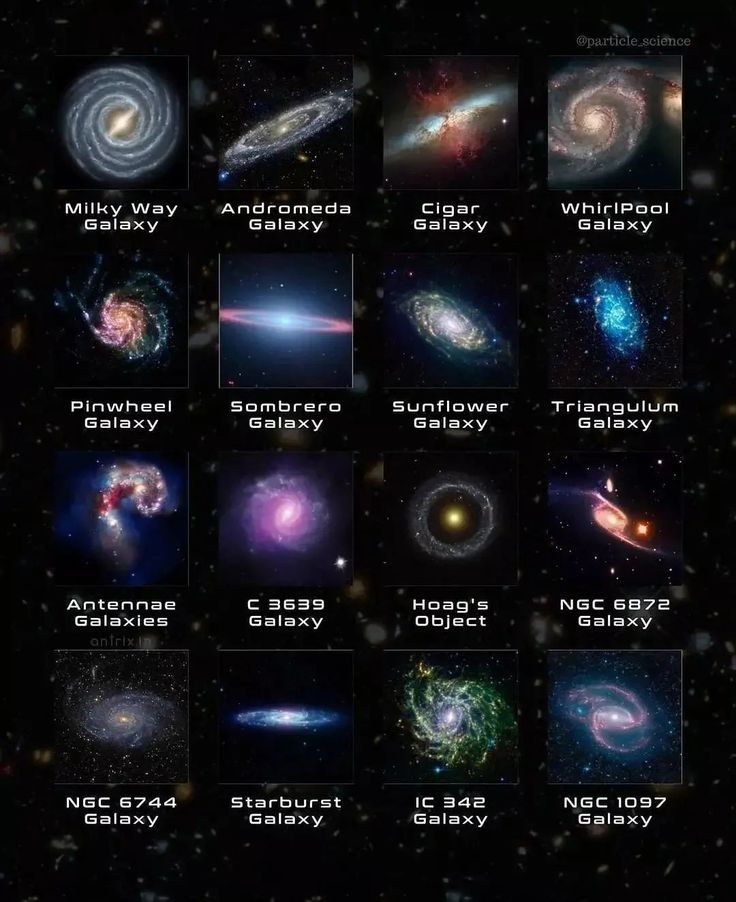 @particle_science
Milky Way
Galaxy
Andromeda
Galaxy
Cigar
Galaxy
WhirlPool
Galaxy
Pinwheel
Galaxy
Sombrero
Galaxy
Sunflower
Galaxy
Triangulum
Galaxy
Antennae
Galaxies
C 3639
Galaxy
Hoag's
Object
NGC 6872
Galaxy
anirix.in
NGC 6744
Galaxy
Starburst
Galaxy
IC 342
Galaxy
NGC 1097
Galaxy